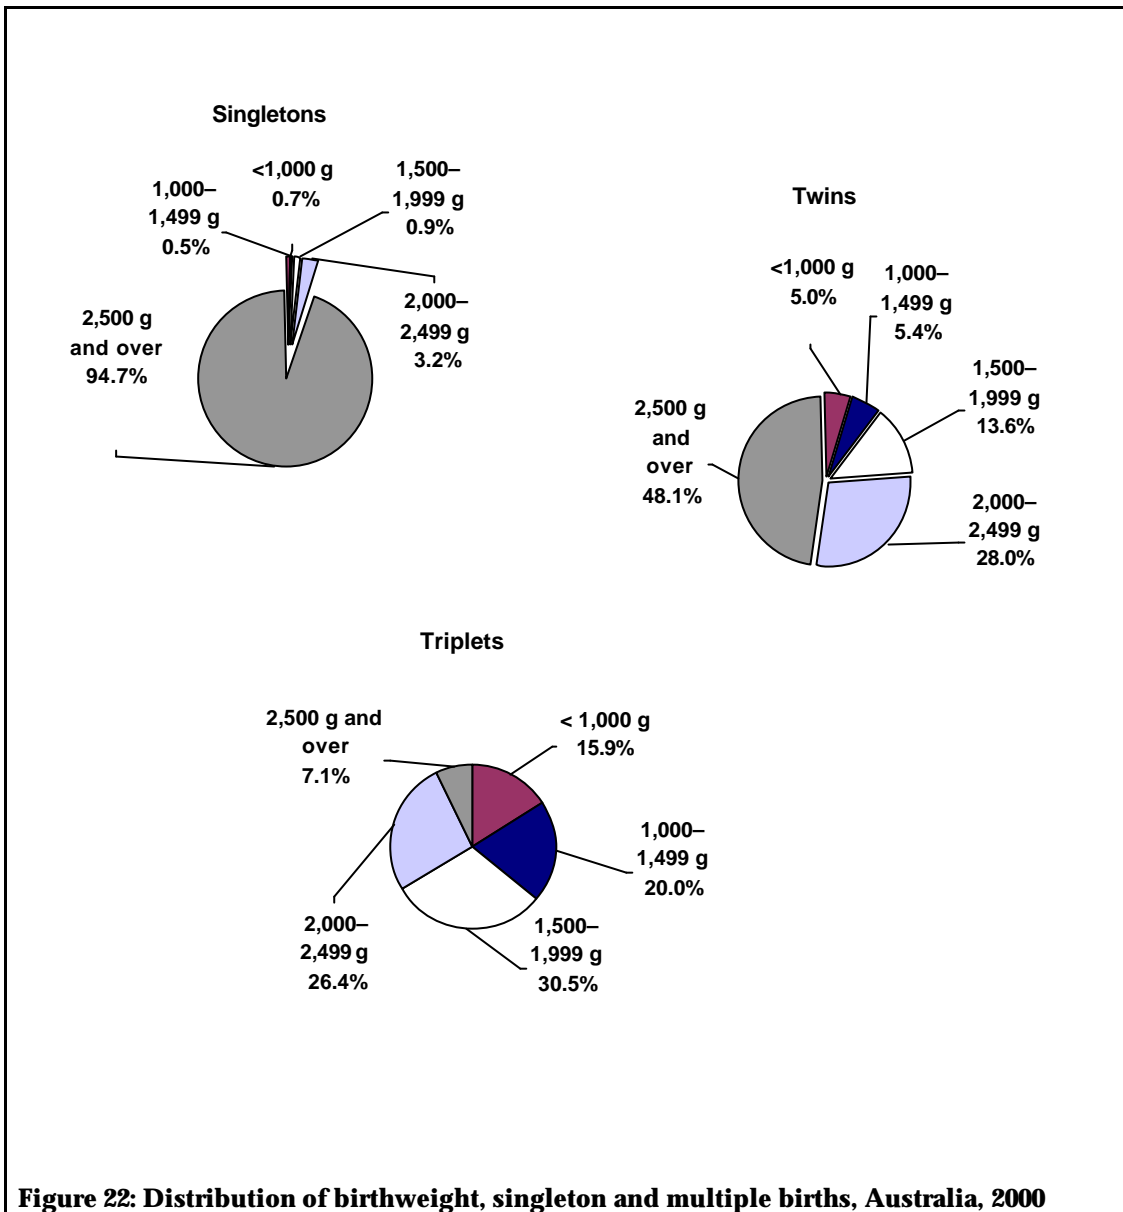 Singletons
<1,000 g
0.7%
1,500–
1,999 g
0.9%
1,000–
1,499 g
0.5%
2,000–
2,499 g
3.2%
2,500 g
and over
94.7%
Twins
<1,000 g
5.0%
1,000–
1,499 g
5.4%
1,500–
1,999 g
13.6%
2,500 g
and
over
48.1%
2,000–
2,499 g
28.0%
Triplets
2,500 g and
over
7.1%
< 1,000 g
15.9%
1,000–
1,499 g
20.0%
2,000–
2,499 g
26.4%
1,500–
1,999 g
30.5%
Figure 22: Distribution of birthweight, singleton and multiple births, Australia, 2000